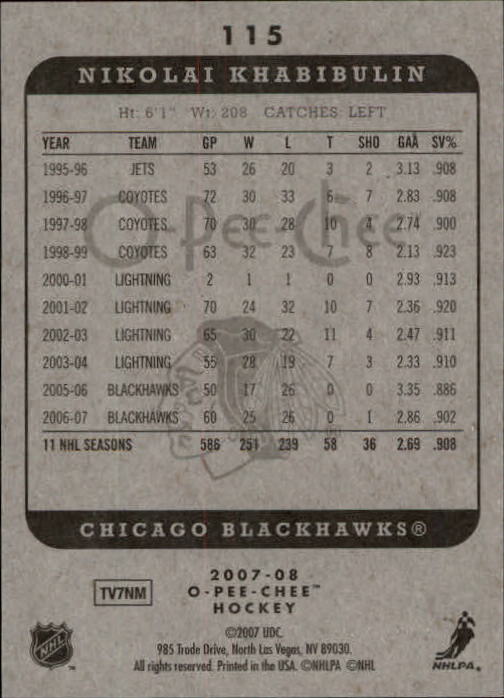 115
NIKOLAI KHABIBULIN
Ht: 6'1" Wt: 208 CATCHES: LEFT
YEAR TEAM GP W L T SHO GAA SV%
1995-96 JETS 53 26 20 3 2 3.13 .908
1996-97 COYOTES 72 30 33 6 7 2.83 .908
1997-98 COYOTES 70 30 28 10 4 2.74 .900
1998-99 COYOTES 63 32 23 7 8 2.13 .923
2000-01 LIGHTNING 2 1 1 0 0 2.93 .913
2001-02 LIGHTNING 70 24 32 10 7 2.36 .920
2002-03 LIGHTNING 65 30 22 11 4 2.47 .911
2003-04 LIGHTNING 55 28 19 7 3 2.33 .910
2005-06 BLACKHAWKS 50 17 26 0 0 3.35 .886
2006-07 BLACKHAWKS 60 25 26 0 1 2.86 .902
11 NHL SEASONS 586 251 239 58 36 2.69 .908
O-Pee-Chee
CHICAGO BLACKHAWKS®
2007-08
TV7NM O-PEE-CHEE™
HOCKEY
©2007 UDC.
985 Trade Drive, North Las Vegas, NV 89030.
All rights reserved. Printed in the USA. ©NHLPA ©NHL
NHL
NHLPA